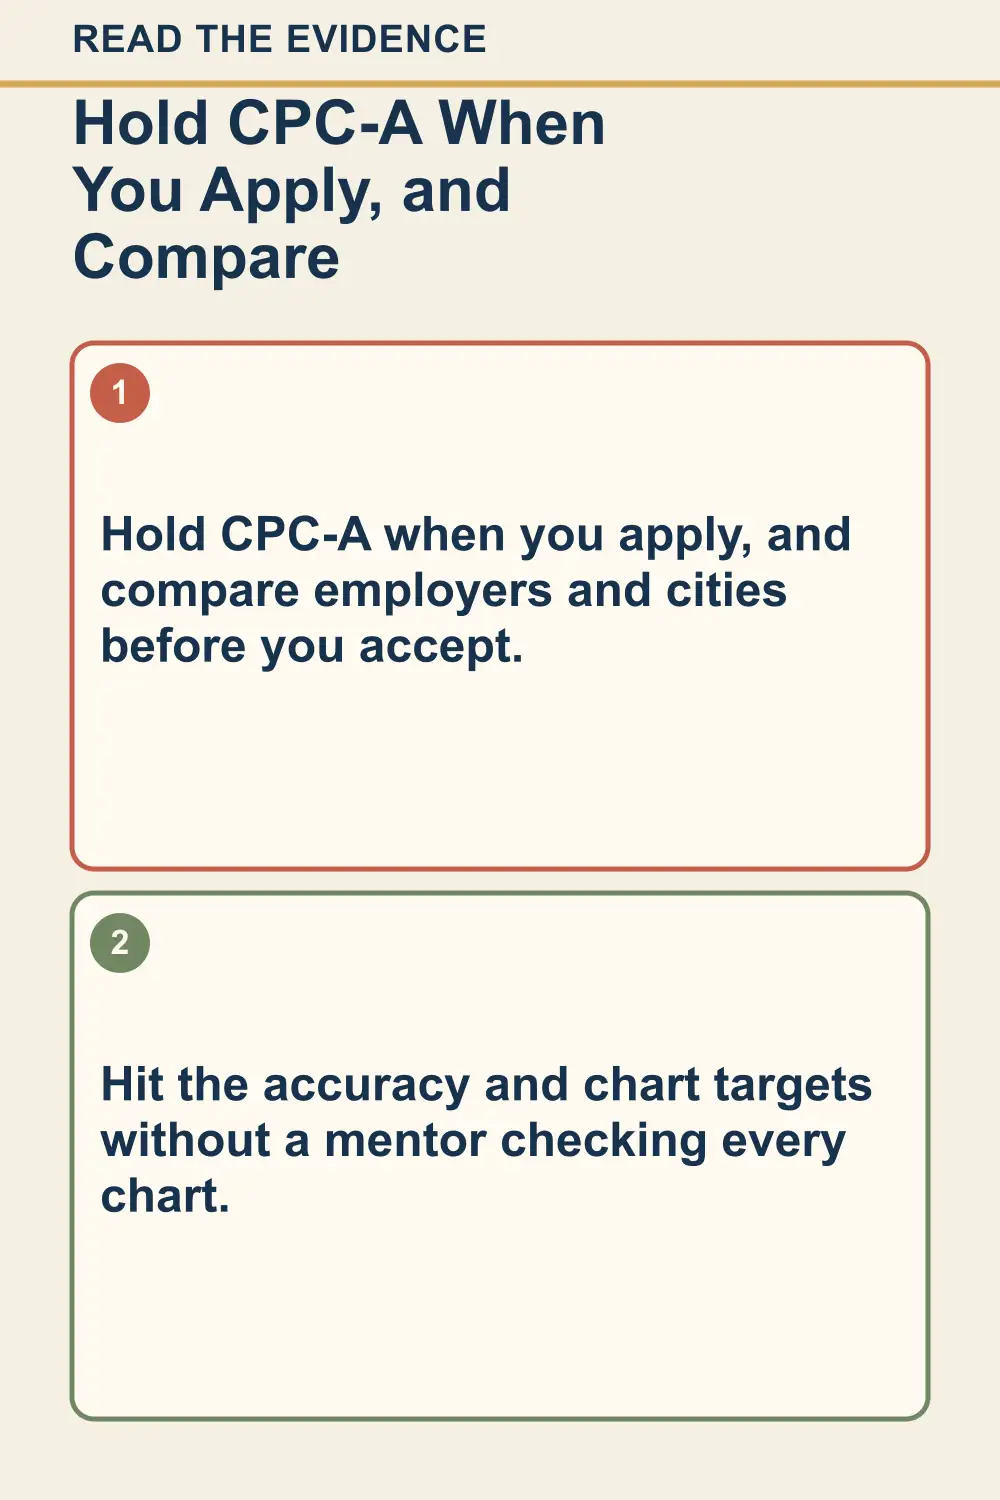 READ THE EVIDENCE
Hold CPC-A When
You Apply, and
Compare
1
Hold CPC-A when you apply, and
compare employers and cities
before you accept.
2
Hit the accuracy and chart targets
without a mentor checking every
chart.